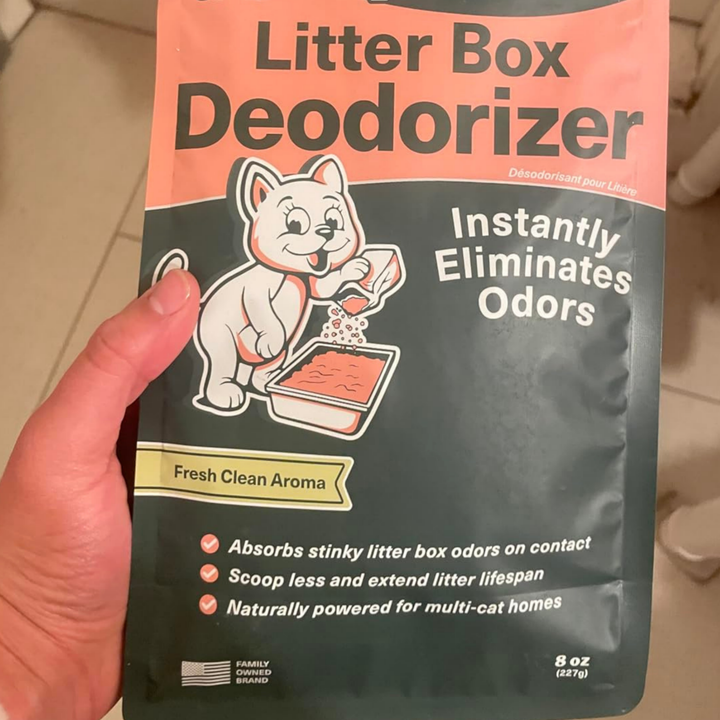 Litter Box
Deodorizer
Désodorisant pour Litière
Instantly
Eliminates
Odors
Fresh Clean Aroma
Absorbs stinky litter box odors on contact
Scoop less and extend litter lifespan
Naturally powered for multi-cat homes
FAMILY
OWNED
BRAND
8 oz
(227g)